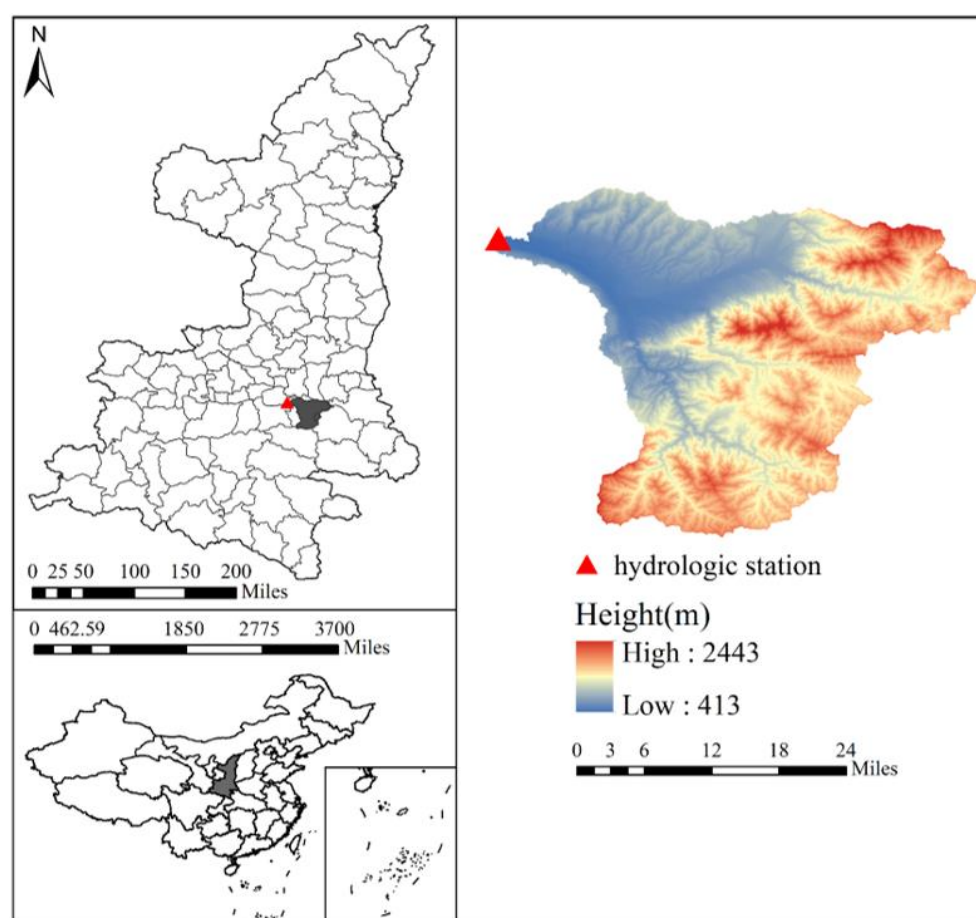 N
0 25 50 100 150 200
Miles
0 462.59 1850 2775 3700
Miles
hydrologic station
Height(m)
High : 2443
Low : 413
0 3 6 12 18 24
Miles